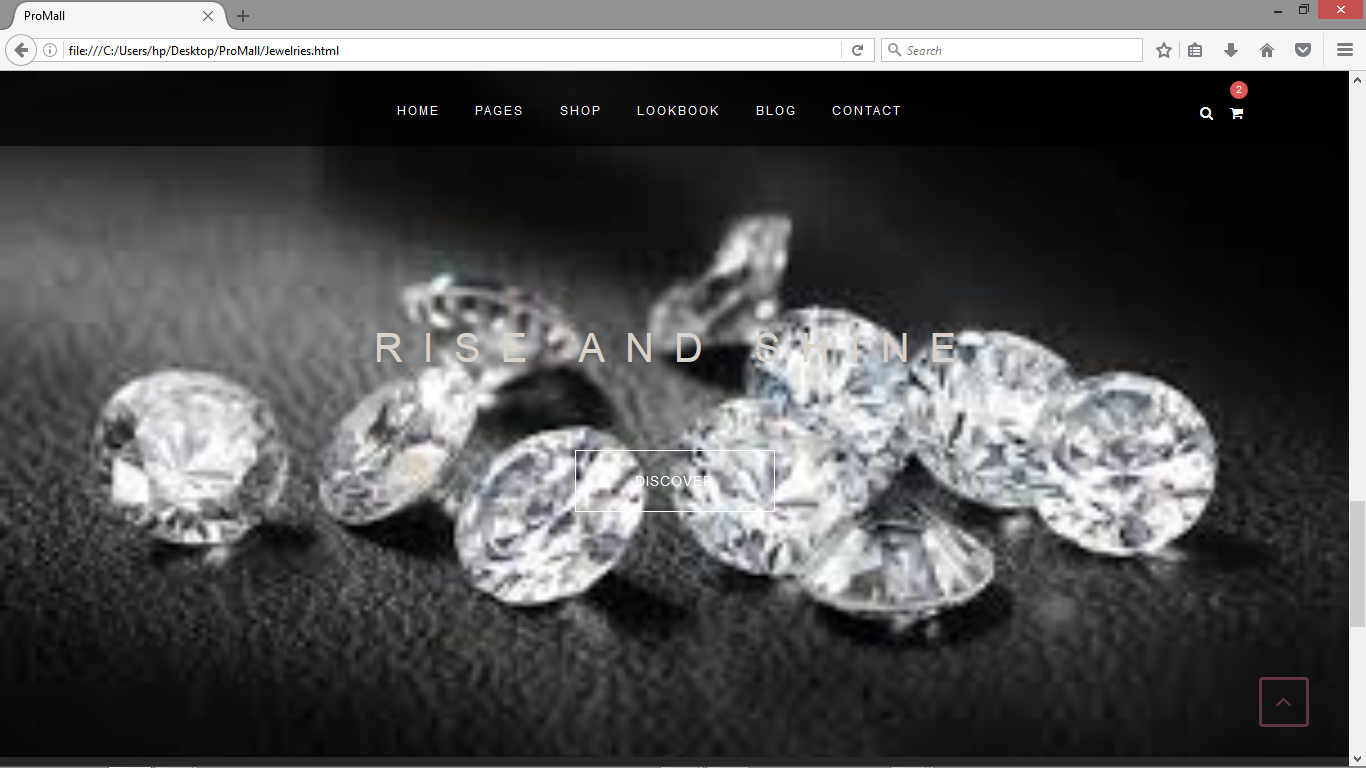 ProMall
file:///C:/Users/hp/Desktop/ProMall/Jewelries.html
Search
HOME PAGES SHOP LOOKBOOK BLOG CONTACT
2
RISE AND SHINE
DISCOVER